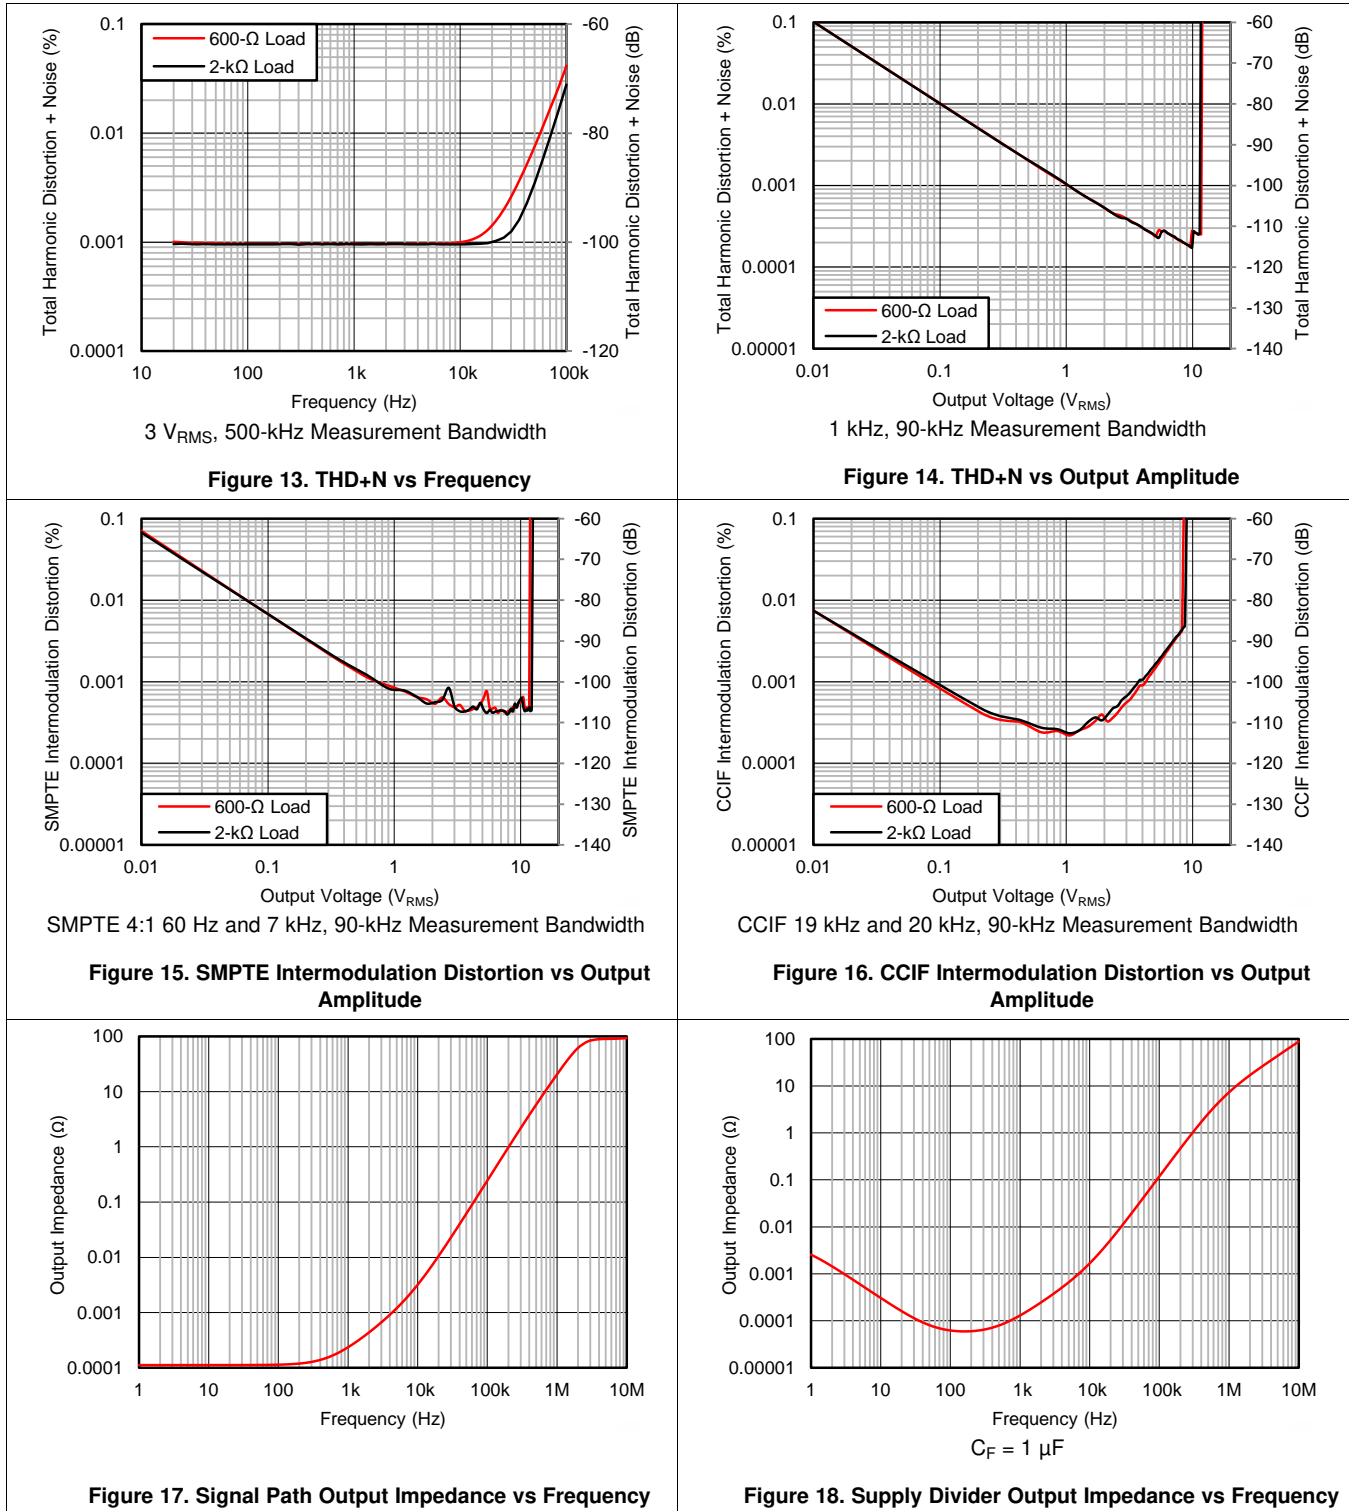 Total Harmonic Distortion + Noise (%)
0.1
0.01
0.001
0.0001
600-Ω Load
2-kΩ Load
-60
-80
-100
-120
Total Harmonic Distortion + Noise (dB)
10
100
1k
10k
100k
Frequency (Hz)
3 VRMS, 500-kHz Measurement Bandwidth
Figure 13. THD+N vs Frequency
Total Harmonic Distortion + Noise (%)
0.1
0.01
0.001
0.0001
0.00001
600-Ω Load
2-kΩ Load
-60
-70
-80
-90
-100
-110
-120
-130
-140
Total Harmonic Distortion + Noise (dB)
0.01
0.1
1
10
Output Voltage (VRMS)
1 kHz, 90-kHz Measurement Bandwidth
Figure 14. THD+N vs Output Amplitude
SMPTE Intermodulation Distortion (%)
0.1
0.01
0.001
0.0001
0.00001
600-Ω Load
2-kΩ Load
-60
-70
-80
-90
-100
-110
-120
-130
-140
SMPTE Intermodulation Distortion (dB)
0.01
0.1
1
10
Output Voltage (VRMS)
SMPTE 4:1 60 Hz and 7 kHz, 90-kHz Measurement Bandwidth
Figure 15. SMPTE Intermodulation Distortion vs Output
Amplitude
CCIF Intermodulation Distortion (%)
0.1
0.01
0.001
0.0001
0.00001
600-Ω Load
2-kΩ Load
-60
-70
-80
-90
-100
-110
-120
-130
-140
CCIF Intermodulation Distortion (dB)
0.01
0.1
1
10
Output Voltage (VRMS)
CCIF 19 kHz and 20 kHz, 90-kHz Measurement Bandwidth
Figure 16. CCIF Intermodulation Distortion vs Output
Amplitude
Output Impedance (Ω)
100
10
1
0.1
0.01
0.001
0.0001
1
10
100
1k
10k
100k
1M
10M
Frequency (Hz)
Figure 17. Signal Path Output Impedance vs Frequency
Output Impedance (Ω)
100
10
1
0.1
0.01
0.001
0.0001
0.00001
1
10
100
1k
10k
100k
1M
10M
Frequency (Hz)
CF = 1 µF
Figure 18. Supply Divider Output Impedance vs Frequency